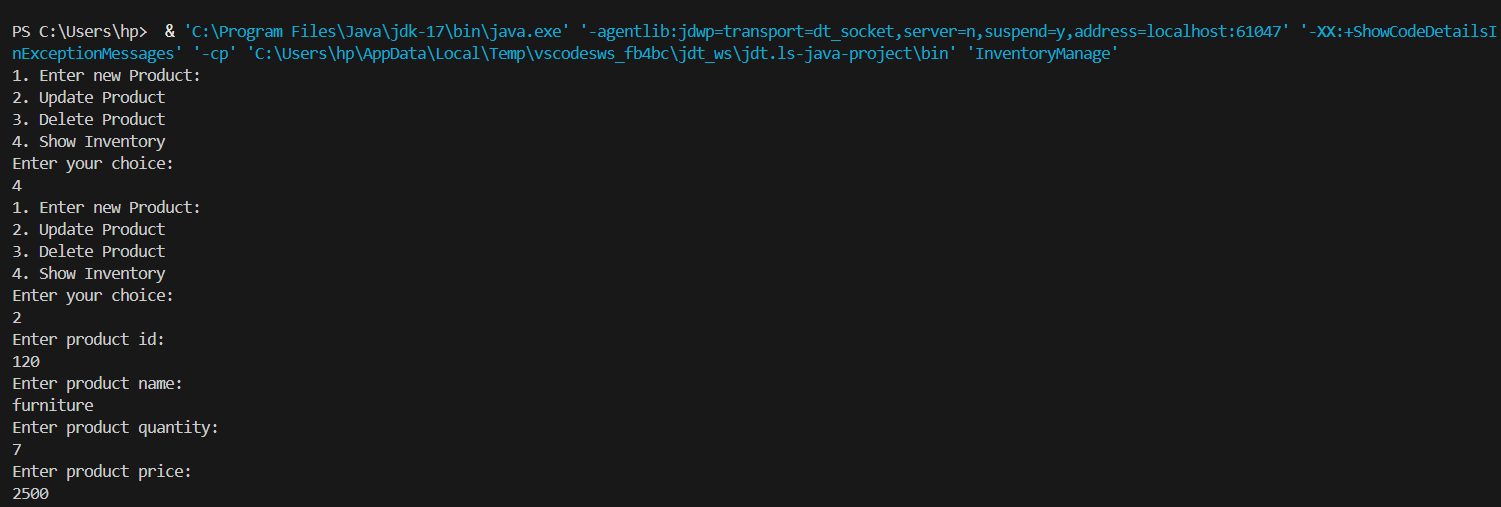 PS C:\Users\hp>  & 'C:\Program Files\Java\jdk-17\bin\java.exe' '-agentlib:jdwp=transport=dt_socket,server=n,suspend=y,address=localhost:61047' '-XX:+ShowCodeDetailsI
nExceptionMessages' '-cp' 'C:\Users\hp\AppData\Local\Temp\vscodesws_fb4bc\jdt_ws\jdt.ls-java-project\bin' 'InventoryManage'
1. Enter new Product:
2. Update Product
3. Delete Product
4. Show Inventory
Enter your choice:
4
1. Enter new Product:
2. Update Product
3. Delete Product
4. Show Inventory
Enter your choice:
2
Enter product id:
120
Enter product name:
furniture
Enter product quantity:
7
Enter product price:
2500